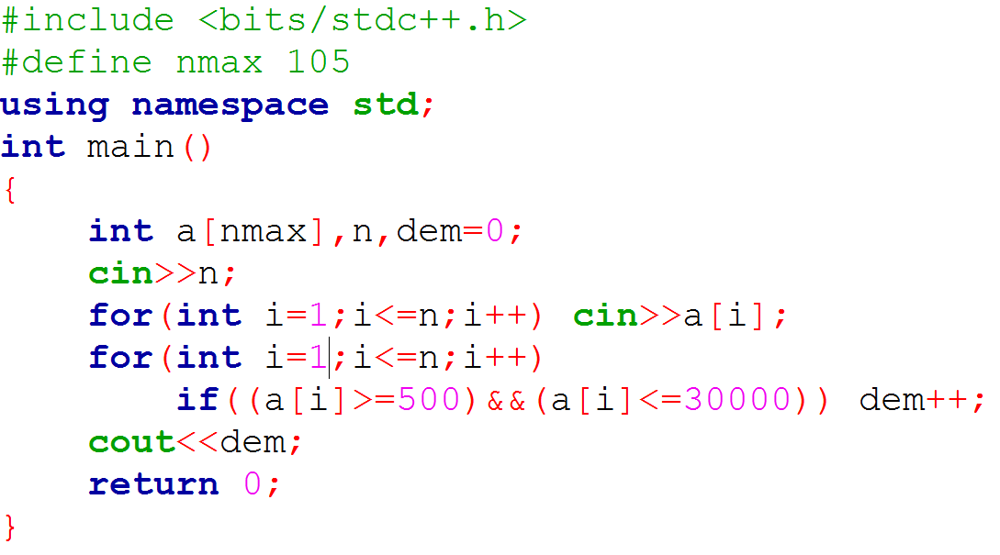 #include <bits/stdc++.h>
#define nmax 105
using namespace std;
int main()
{
    int a[nmax],n,dem=0;
    cin>>n;
    for(int i=1;i<=n;i++) cin>>a[i];
    for(int i=1;i<=n;i++)
        if((a[i]>=500)&&(a[i]<=30000)) dem++;
    cout<<dem;
    return 0;
}